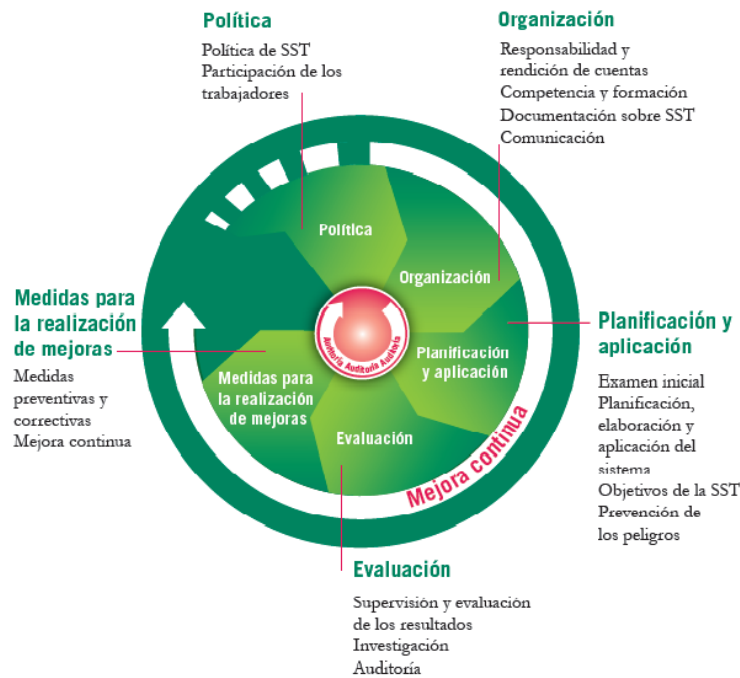 Política
Política de SST
Participación de los
trabajadores
Organización
Responsabilidad y
rendición de cuentas
Competencia y formación
Documentación sobre SST
Comunicación
Política
Organización
Planificación
y aplicación
Evaluación
Medidas para
la realización
de mejoras
Auditoría Auditoría Auditoría
Mejora continua
Medidas para
la realización
de mejoras
Medidas
preventivas y
correctivas
Mejora continua
Planificación y
aplicación
Examen inicial
Planificación,
elaboración y
aplicación del
sistema
Objetivos de la SST
Prevención de
los peligros
Evaluación
Supervisión y evaluación
de los resultados
Investigación
Auditoría